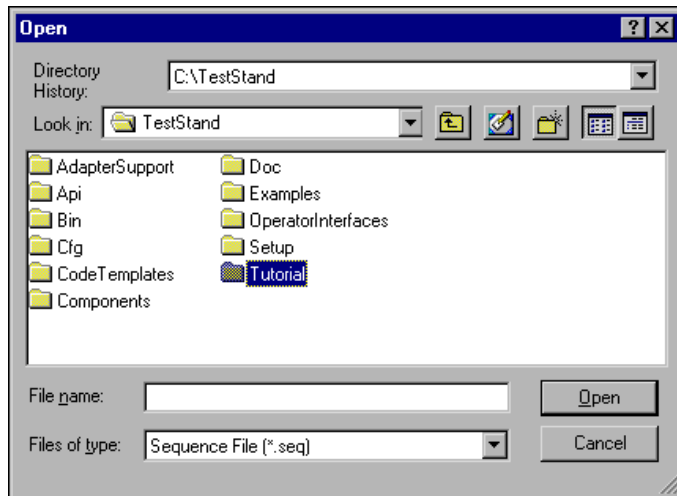 Open
Directory
History:
C:\TestStand
Look in: TestStand
AdapterSupport Doc
Api Examples
Bin OperatorInterfaces
Cfg Setup
CodeTemplates Tutorial
Components
File name: Open
Files of type: Sequence File (*.seq) Cancel